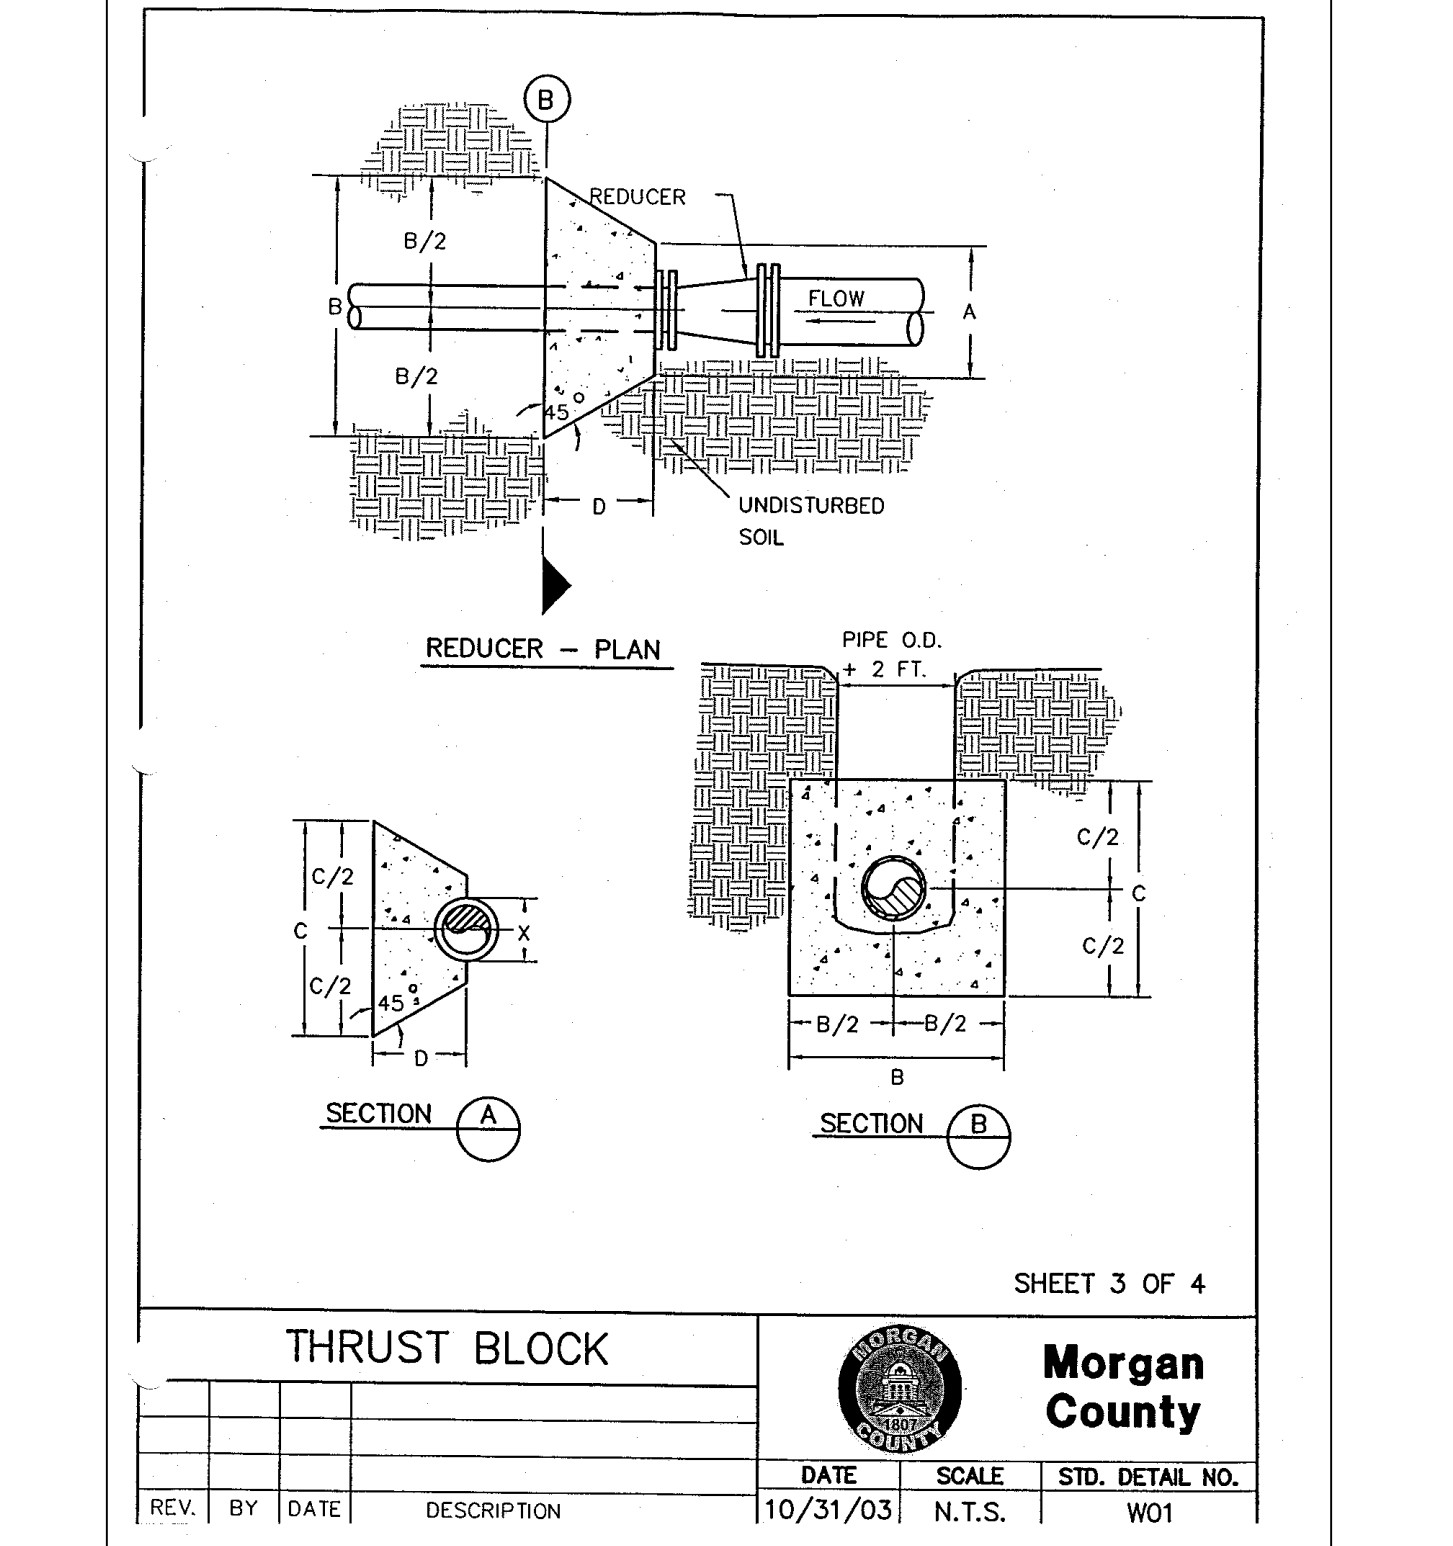 B
REDUCER
B/2
B
FLOW
A
B/2
45°
D
UNDISTURBED
SOIL
REDUCER - PLAN
PIPE O.D.
+ 2 FT.
C/2
C
X
C/2
45°
D
SECTION A
C/2
C
C/2
B/2
B/2
B
SECTION B
SHEET 3 OF 4
THRUST BLOCK
MORGAN
1807
COUNTY
Morgan
County
DATE
SCALE
STD. DETAIL NO.
REV.
BY
DATE
DESCRIPTION
10/31/03
N.T.S.
W01